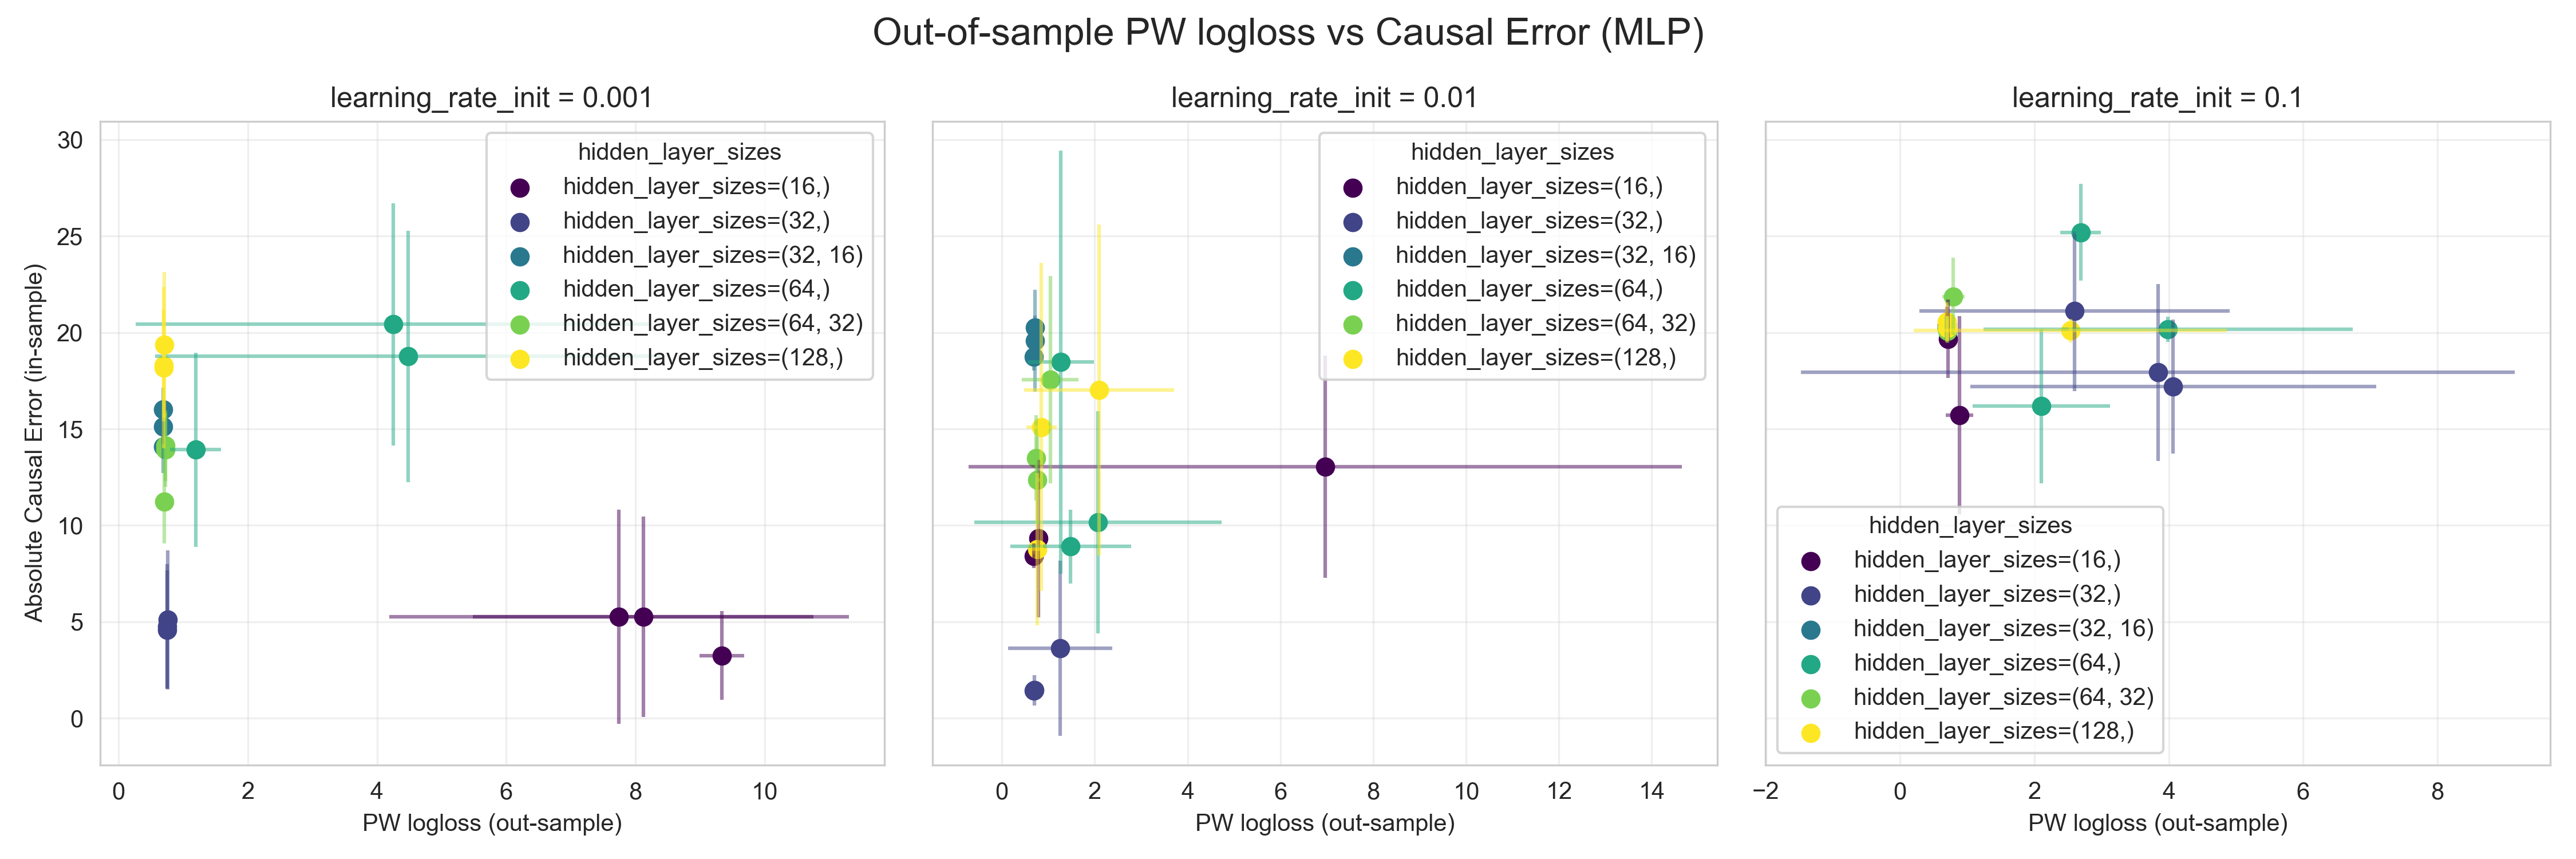 Out-of-sample PW logloss vs Causal Error (MLP)
learning_rate_init = 0.001
learning_rate_init = 0.01
learning_rate_init = 0.1
Absolute Causal Error (in-sample)
30
25
20
15
10
5
0
hidden_layer_sizes
hidden_layer_sizes=(16,)
hidden_layer_sizes=(32,)
hidden_layer_sizes=(32, 16)
hidden_layer_sizes=(64,)
hidden_layer_sizes=(64, 32)
hidden_layer_sizes=(128,)
0 2 4 6 8 10
PW logloss (out-sample)
hidden_layer_sizes
hidden_layer_sizes=(16,)
hidden_layer_sizes=(32,)
hidden_layer_sizes=(32, 16)
hidden_layer_sizes=(64,)
hidden_layer_sizes=(64, 32)
hidden_layer_sizes=(128,)
0 2 4 6 8 10 12 14
PW logloss (out-sample)
hidden_layer_sizes
hidden_layer_sizes=(16,)
hidden_layer_sizes=(32,)
hidden_layer_sizes=(32, 16)
hidden_layer_sizes=(64,)
hidden_layer_sizes=(64, 32)
hidden_layer_sizes=(128,)
−2 0 2 4 6 8
PW logloss (out-sample)